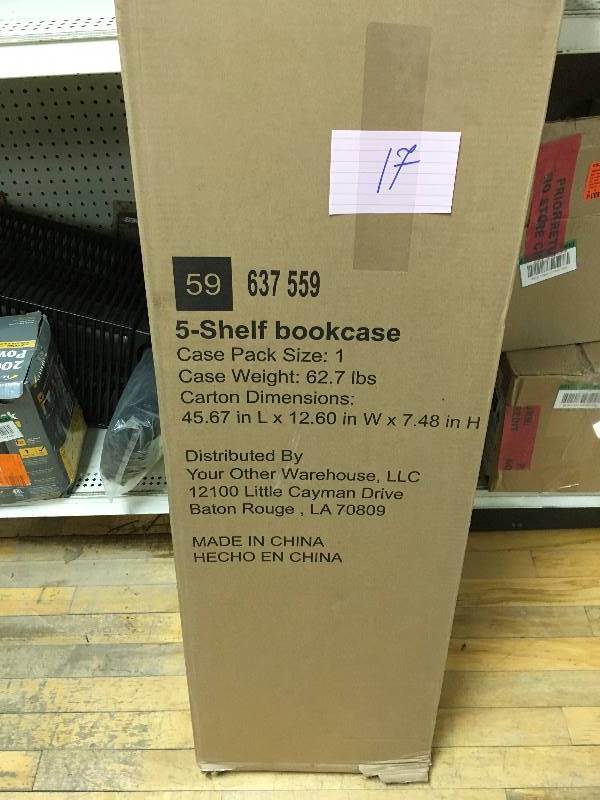 17
59 637 559
5-Shelf bookcase
Case Pack Size: 1
Case Weight: 62.7 lbs
Carton Dimensions:
45.67 in L x 12.60 in W x 7.48 in H
Distributed By
Your Other Warehouse, LLC
12100 Little Cayman Drive
Baton Rouge , LA 70809
MADE IN CHINA
HECHO EN CHINA